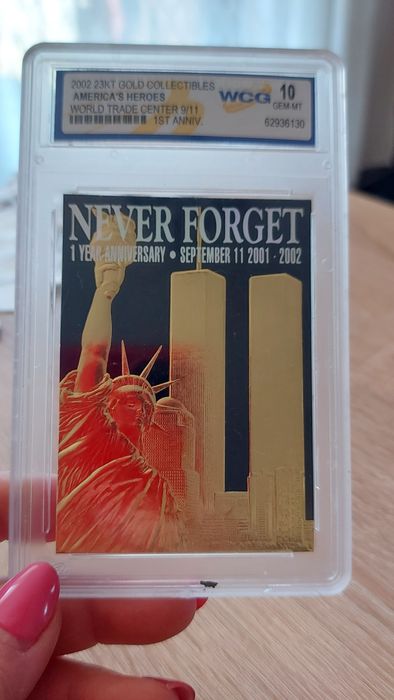 2002 23KT GOLD COLLECTIBLES
AMERICA'S HEROES
WORLD TRADE CENTER 9/11
1ST ANNIV.
WCG
10
GEM-MT
62936130
NEVER FORGET
1 YEAR ANNIVERSARY • SEPTEMBER 11 2001 - 2002